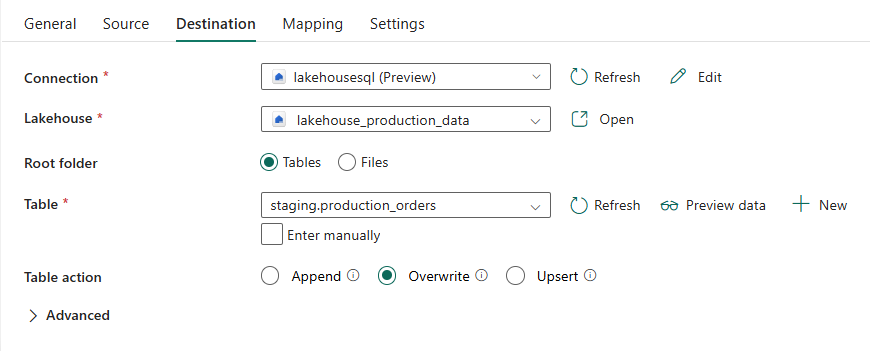 General Source Destination Mapping Settings
Connection * lakehousesql (Preview) Refresh Edit
Lakehouse * lakehouse_production_data Open
Root folder Tables Files
Table * staging.production_orders Refresh Preview data New
Enter manually
Table action Append Overwrite Upsert
Advanced